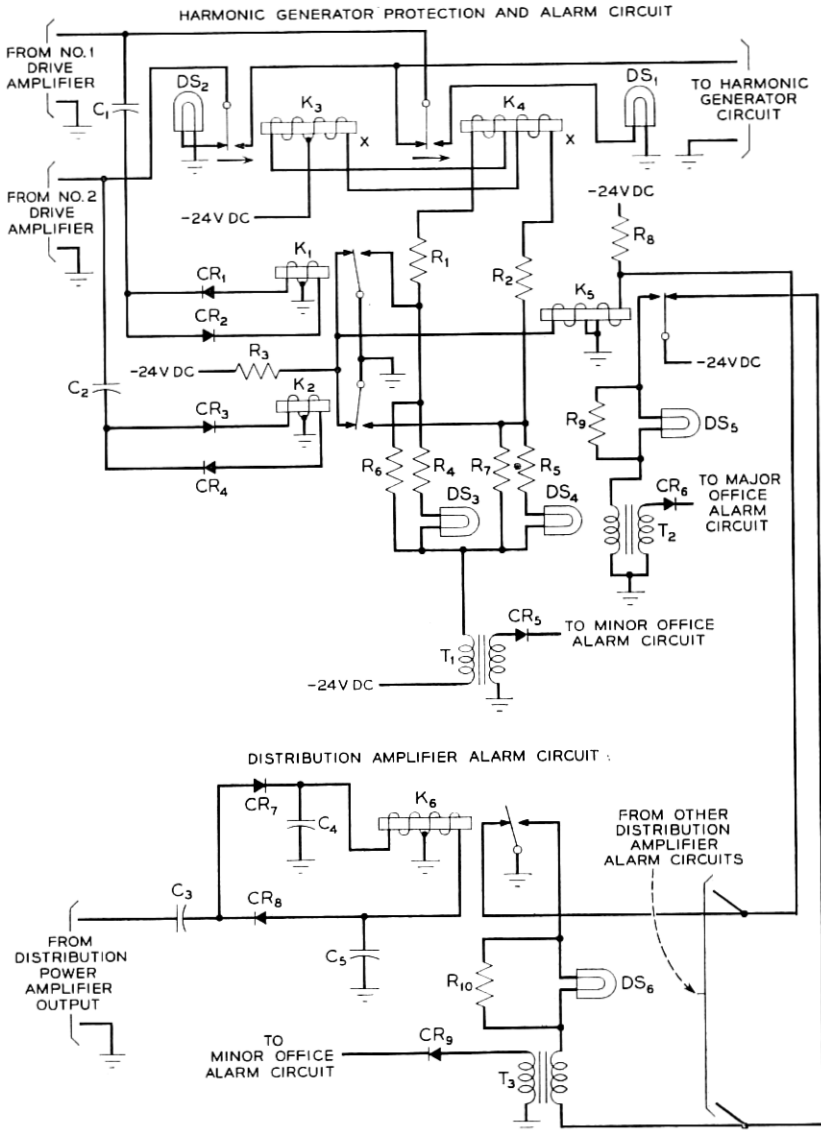 HARMONIC GENERATOR PROTECTION AND ALARM CIRCUIT
FROM NO.1
DRIVE
AMPLIFIER
C1
DS2
K3
X
K4
X
DS1
TO HARMONIC
GENERATOR
CIRCUIT
FROM NO.2
DRIVE
AMPLIFIER
-24V DC
-24V DC
R8
R1
R2
K1
CR1
CR2
K5
-24V DC
R3
-24V DC
C2
K2
CR3
CR4
R9
DS5
R6
R4
R7
R5
DS3
DS4
CR6
TO MAJOR
OFFICE
ALARM
CIRCUIT
T2
CR5
TO MINOR OFFICE
ALARM CIRCUIT
T1
-24V DC
DISTRIBUTION AMPLIFIER ALARM CIRCUIT
CR7
C4
K6
FROM OTHER
DISTRIBUTION
AMPLIFIER
ALARM CIRCUITS
C3
CR8
C5
FROM
DISTRIBUTION
POWER
AMPLIFIER
OUTPUT
R10
DS6
TO
MINOR OFFICE
ALARM CIRCUIT
CR9
T3